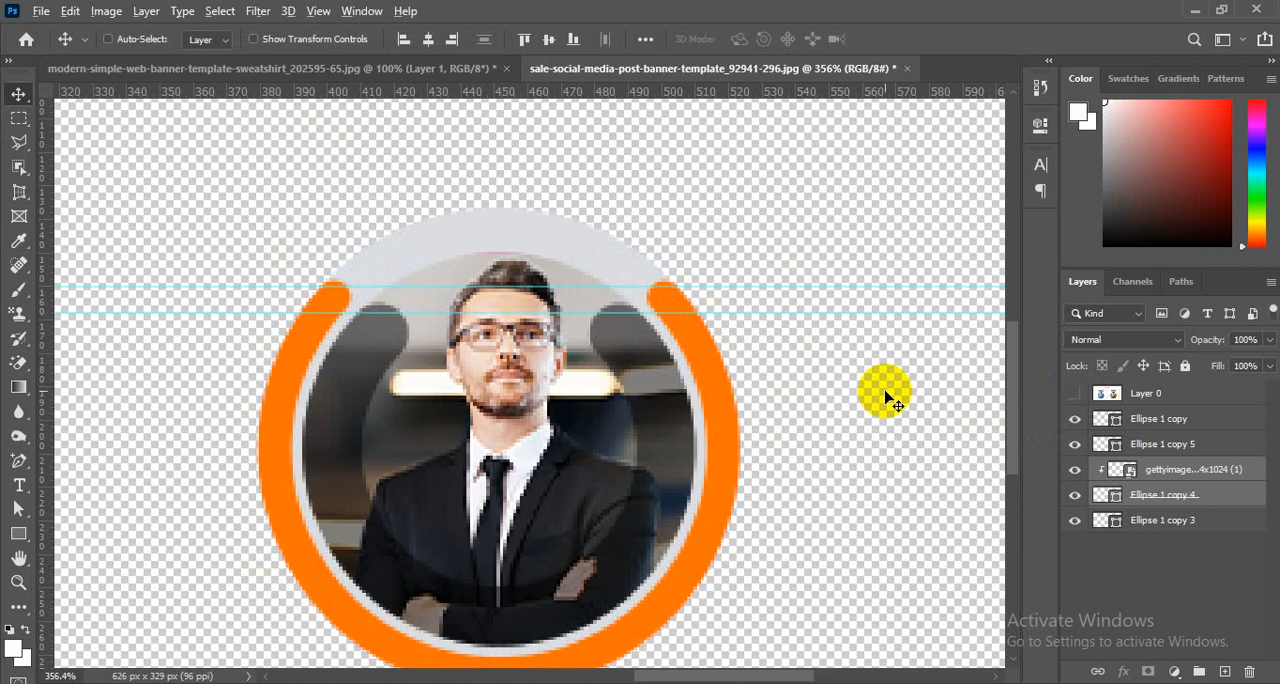 Ps File Edit Image Layer Type Select Filter 3D View Window Help
Auto-Select: Layer Show Transform Controls 3D Mode:
modern-simple-web-banner-template-sweatshirt_202595-65.jpg @ 100% (Layer 1, RGB/8*) * × sale-social-media-post-banner-template_92941-296.jpg @ 356% (RGB/8#) * ×
320 330 340 350 360 370 380 390 400 410 420 430 440 450 460 470 480 490 500 510 520 530 540 550 560 570 580 590 6
Color Swatches Gradients Patterns
Layers Channels Paths
Kind
Normal Opacity: 100%
Lock: Fill: 100%
Layer 0
Ellipse 1 copy
Ellipse 1 copy 5
gettyimage...4x1024 (1)
Ellipse 1 copy 4
Ellipse 1 copy 3
Activate Windows
Go to Settings to activate Windows.
356.4% 626 px x 329 px (96 ppi)